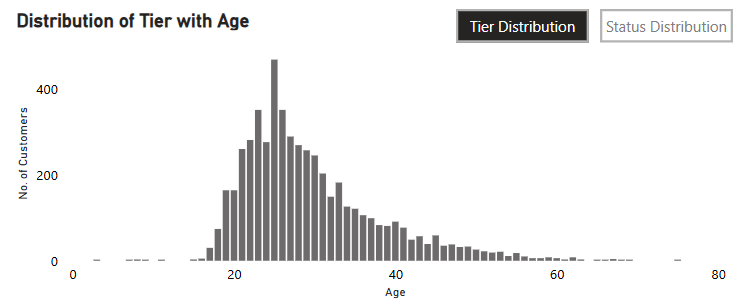 Distribution of Tier with Age
Tier Distribution
Status Distribution
No. of Customers
400
200
0
0
20
40
60
80
Age